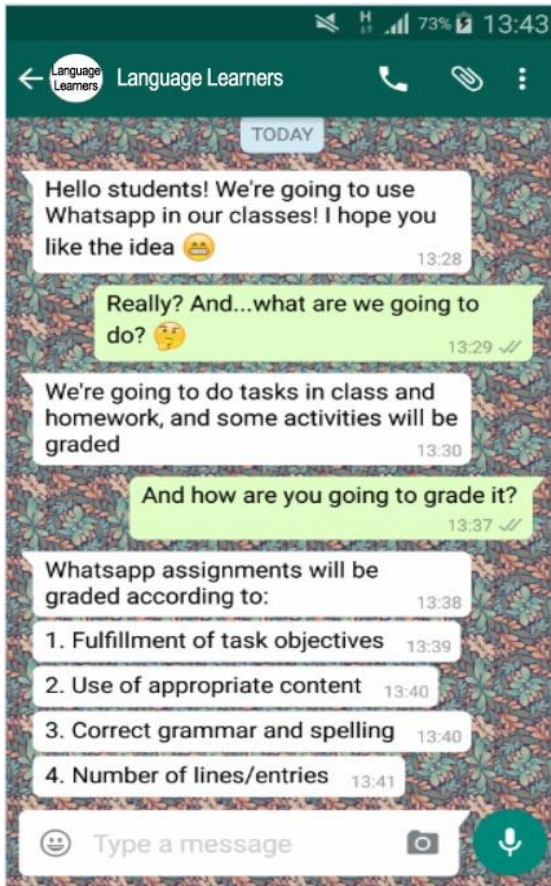 H 73% 13:43
Language
Learners
Language Learners
TODAY
Hello students! We're going to use
Whatsapp in our classes! I hope you
like the idea 😁
13:28
Really? And...what are we going to
do? 🤔
13:29
We're going to do tasks in class and
homework, and some activities will be
graded
13:30
And how are you going to grade it?
13:37
Whatsapp assignments will be
graded according to:
13:38
1. Fulfillment of task objectives 13:39
2. Use of appropriate content 13:40
3. Correct grammar and spelling 13:40
4. Number of lines/entries 13:41
Type a message